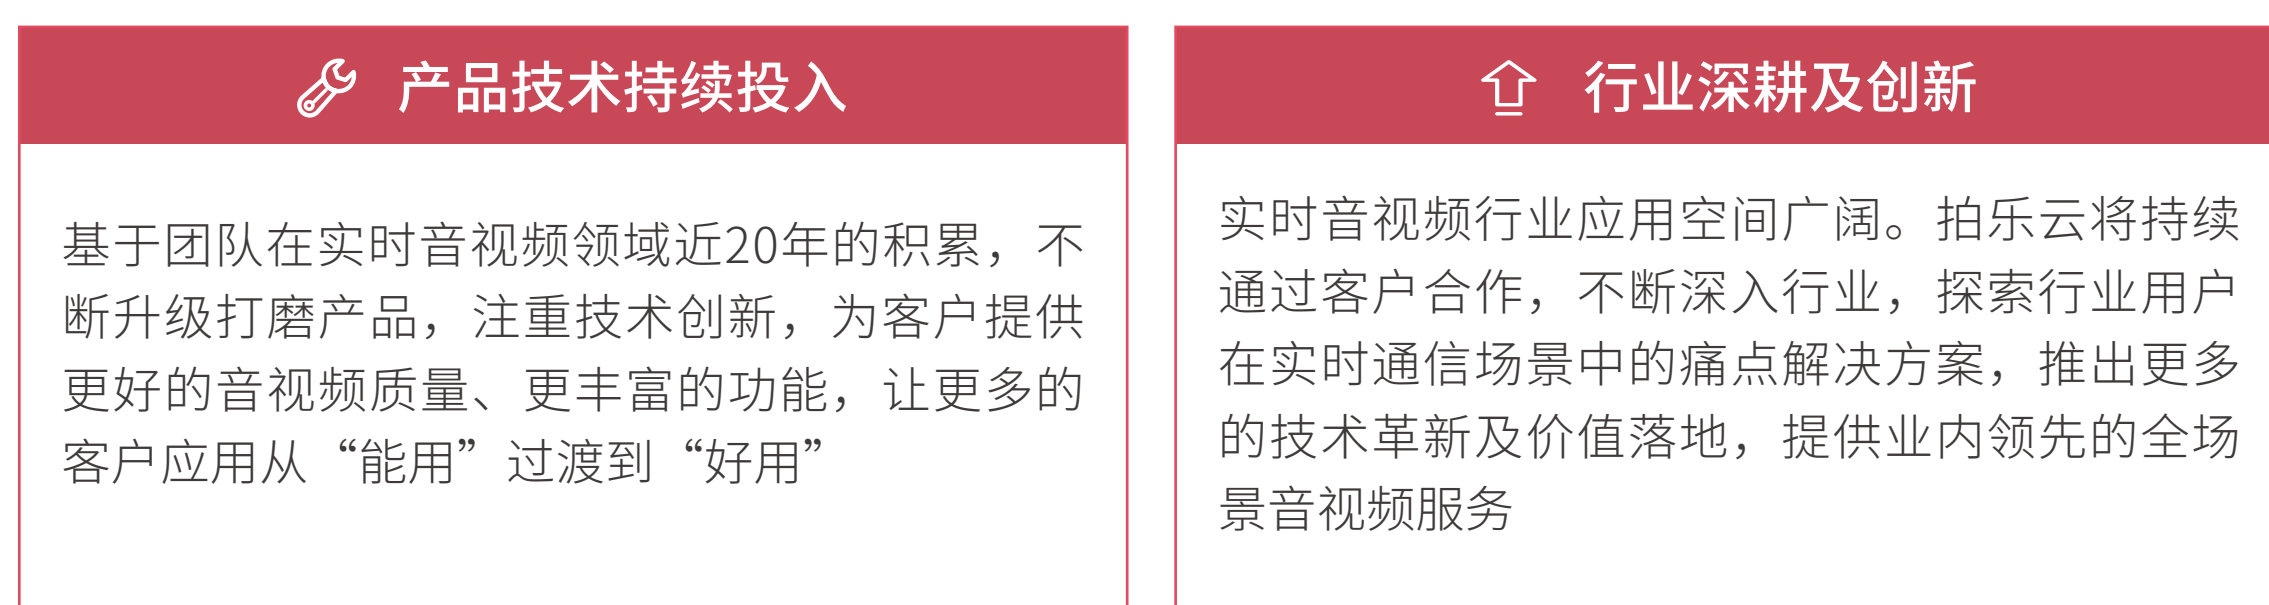 产品技术持续投入
基于团队在实时音视频领域近20年的积累，不
断升级打磨产品，注重技术创新，为客户提供
更好的音视频质量、更丰富的功能，让更多的
客户应用从“能用”过渡到“好用”
行业深耕及创新
实时音视频行业应用空间广阔。拍乐云将持续
通过客户合作，不断深入行业，探索行业用户
在实时通信场景中的痛点解决方案，推出更多
的技术革新及价值落地，提供业内领先的全场
景音视频服务